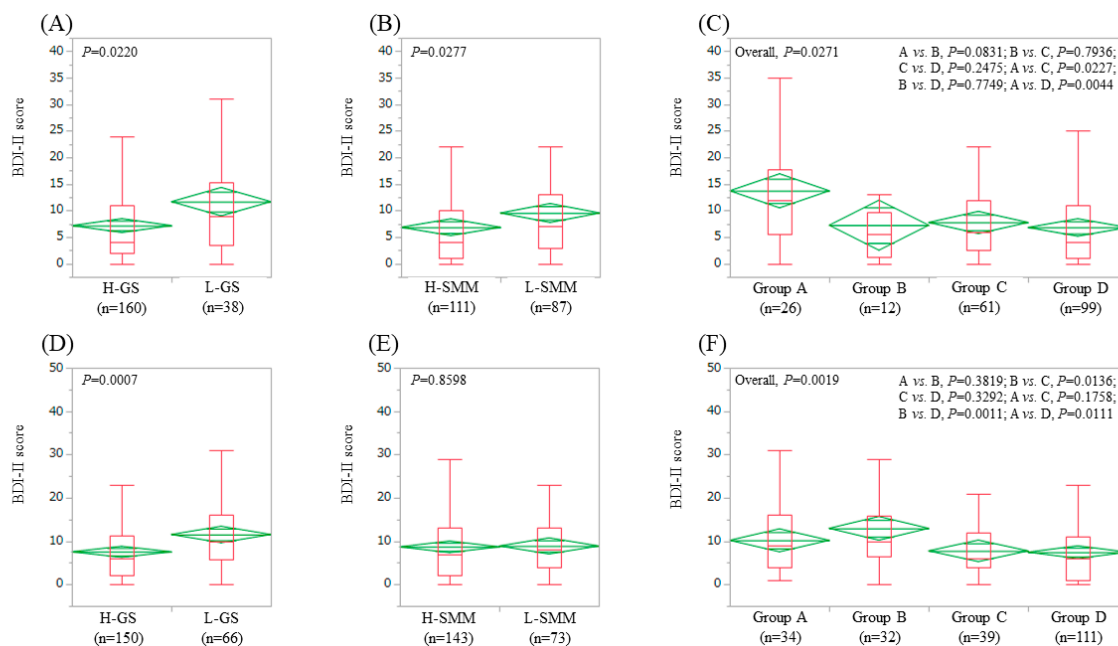 (A)
P=0.0220
BDI-II score
40
35
30
25
20
15
10
5
0
H-GS
(n=160)
L-GS
(n=38)
(B)
P=0.0277
BDI-II score
40
35
30
25
20
15
10
5
0
H-SMM
(n=111)
L-SMM
(n=87)
(C)
Overall, P=0.0271
A vs. B, P=0.0831; B vs. C, P=0.7936;
C vs. D, P=0.2475; A vs. C, P=0.0227;
B vs. D, P=0.7749; A vs. D, P=0.0044
BDI-II score
40
35
30
25
20
15
10
5
0
Group A
(n=26)
Group B
(n=12)
Group C
(n=61)
Group D
(n=99)
(D)
P=0.0007
BDI-II score
50
40
30
20
10
0
H-GS
(n=150)
L-GS
(n=66)
(E)
P=0.8598
BDI-II score
50
40
30
20
10
0
H-SMM
(n=143)
L-SMM
(n=73)
(F)
Overall, P=0.0019
A vs. B, P=0.3819; B vs. C, P=0.0136;
C vs. D, P=0.3292; A vs. C, P=0.1758;
B vs. D, P=0.0011; A vs. D, P=0.0111
BDI-II score
50
40
30
20
10
0
Group A
(n=34)
Group B
(n=32)
Group C
(n=39)
Group D
(n=111)